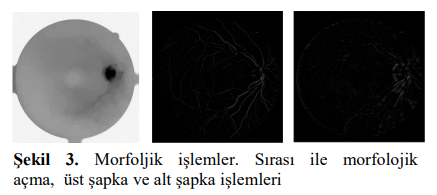 Şekil 3. Morfoljik işlemler. Sırası ile morfolojik
açma, üst şapka ve alt şapka işlemleri